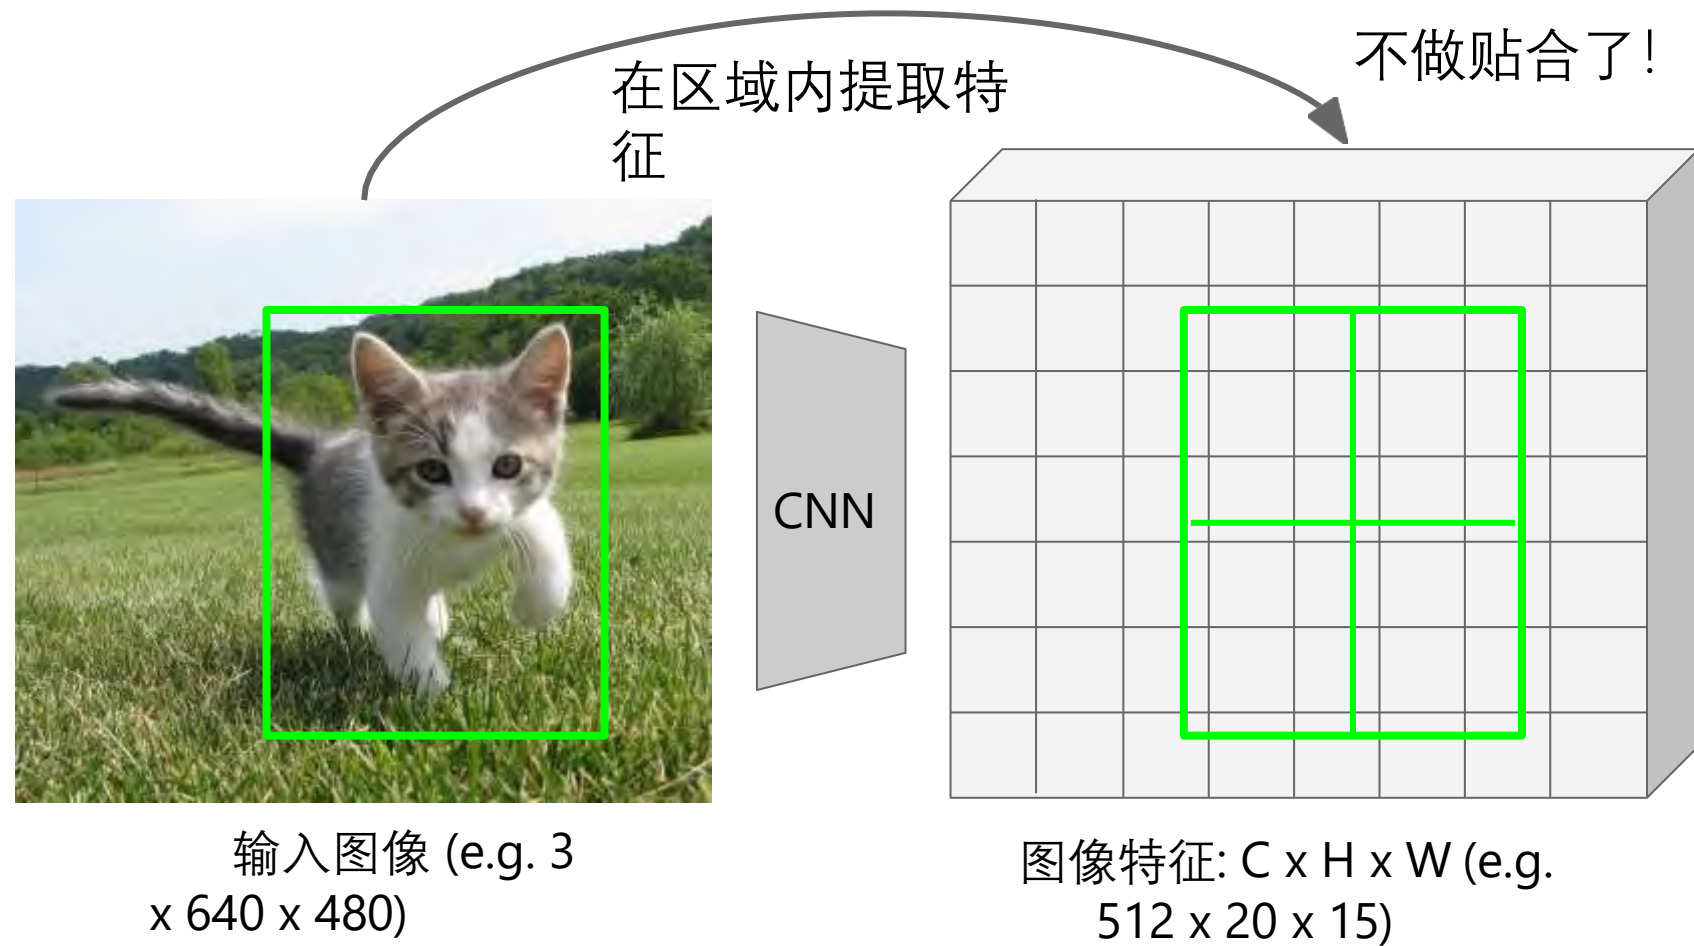 在区域内提取特
征
不做贴合了!
CNN
输入图像 (e.g. 3
x 640 x 480)
图像特征: C x H x W (e.g.
512 x 20 x 15)